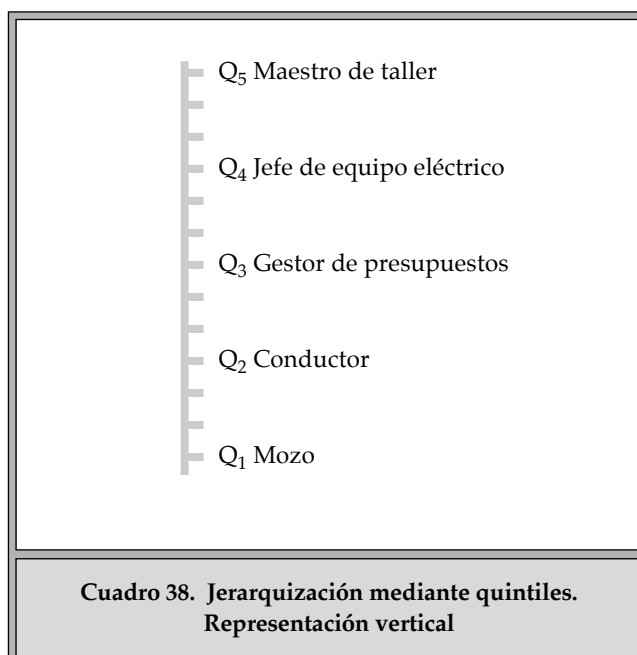 Q₅ Maestro de taller
Q₄ Jefe de equipo eléctrico
Q₃ Gestor de presupuestos
Q₂ Conductor
Q₁ Mozo
Cuadro 38. Jerarquización mediante quintiles.
Representación vertical